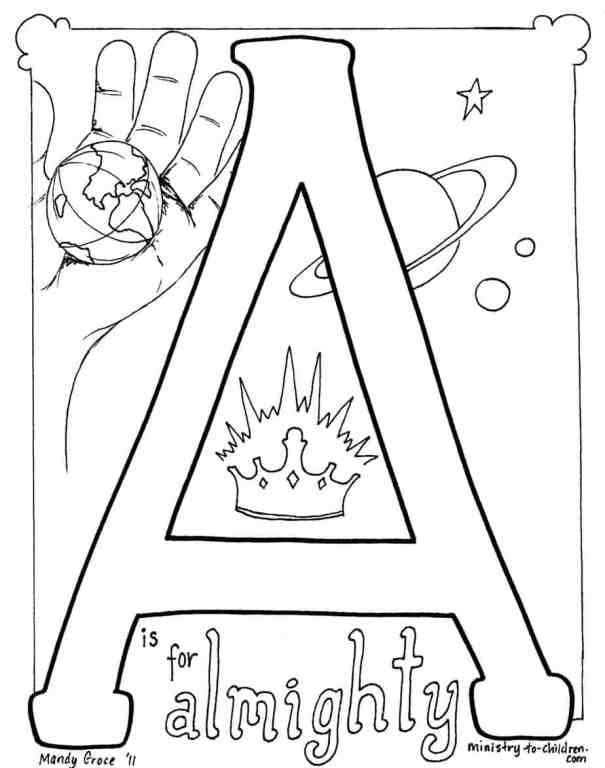 A
is
for
almighty
Mandy Groce '11
ministry-to-children.
com